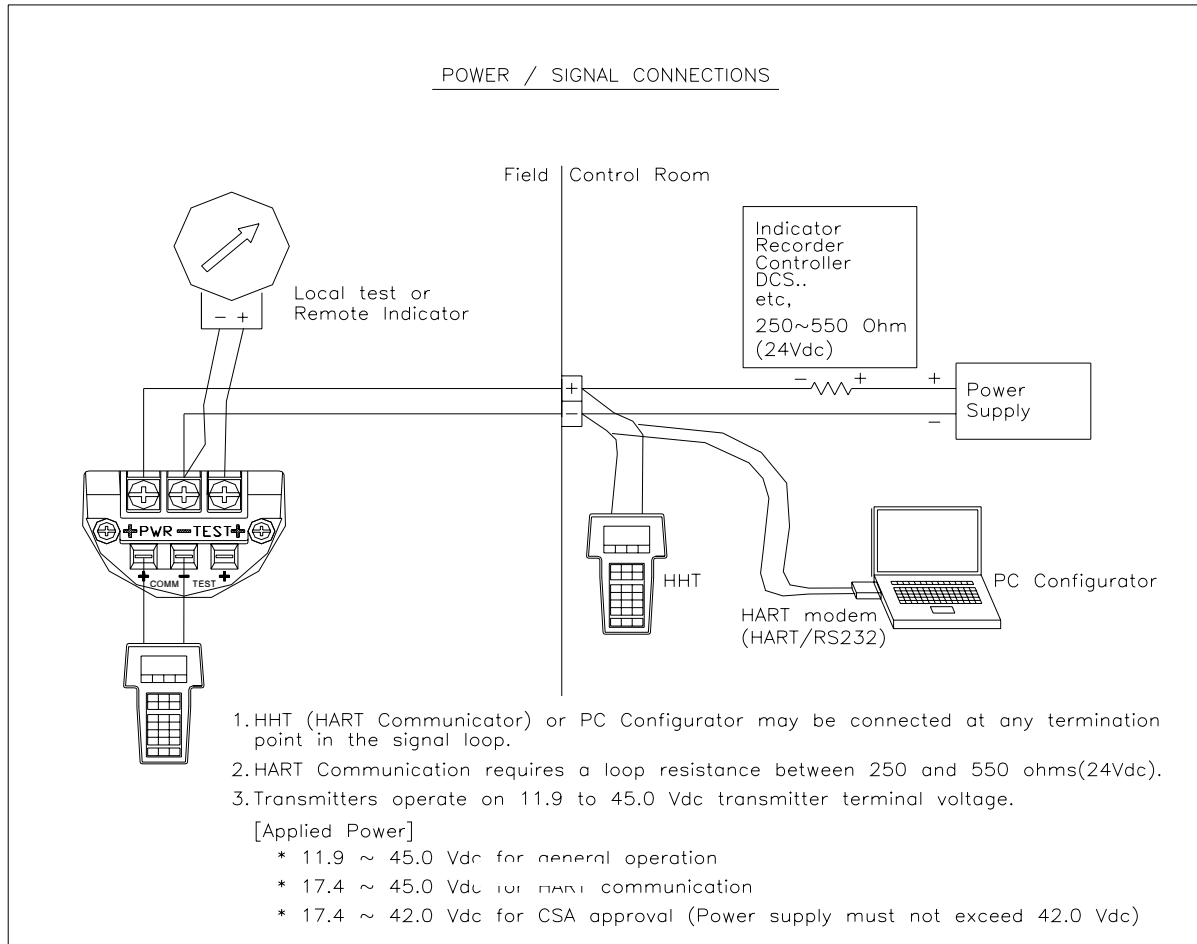 POWER / SIGNAL CONNECTIONS
Field
Control Room
Indicator
Recorder
Controller
DCS..
etc,
250~550 Ohm
(24Vdc)
Local test or
Remote Indicator
- +
- +
+
-
+
-
Power
Supply
+PWR - TEST+
+ - +
COMM TEST
HHT
PC Configurator
HART modem
(HART/RS232)
1. HHT (HART Communicator) or PC Configurator may be connected at any termination
point in the signal loop.
2. HART Communication requires a loop resistance between 250 and 550 ohms(24Vdc).
3. Transmitters operate on 11.9 to 45.0 Vdc transmitter terminal voltage.
[Applied Power]
* 11.9 ~ 45.0 Vdc for general operation
* 17.4 ~ 45.0 Vdc for HART communication
* 17.4 ~ 42.0 Vdc for CSA approval (Power supply must not exceed 42.0 Vdc)